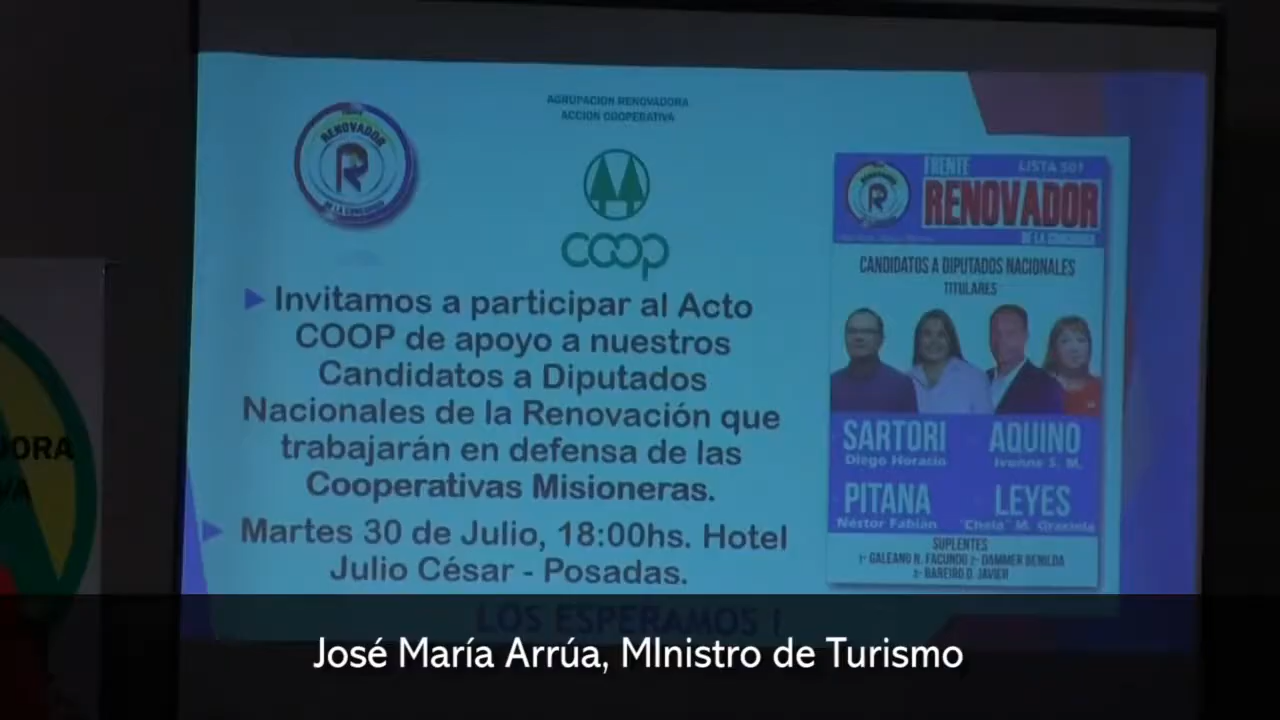 AGRUPACION RENOVADORA
ACCION COOPERATIVA
RENOVADOR
R
DE LA CONCORDIA
COOP
Invitamos a participar al Acto
COOP de apoyo a nuestros
Candidatos a Diputados
Nacionales de la Renovación que
trabajarán en defensa de las
Cooperativas Misioneras.
Martes 30 de Julio, 18:00hs. Hotel
Julio César - Posadas.
LOS ESPERAMOS !
FRENTE
LISTA 501
RENOVADOR
R
RENOVADOR
DE LA CONCORDIA
CANDIDATOS A DIPUTADOS NACIONALES
TITULARES
SARTORI
Diego Horacio
AQUINO
Ivonne S. M.
PITANA
Néstor Fabián
LEYES
"Chela" M. Graciela
SUPLENTES
1- GALEANO N. FACUNDO 2- DAMMER BENILDA
3- BAREIRO D. JAVIER
DORA
José María Arrúa, MInistro de Turismo